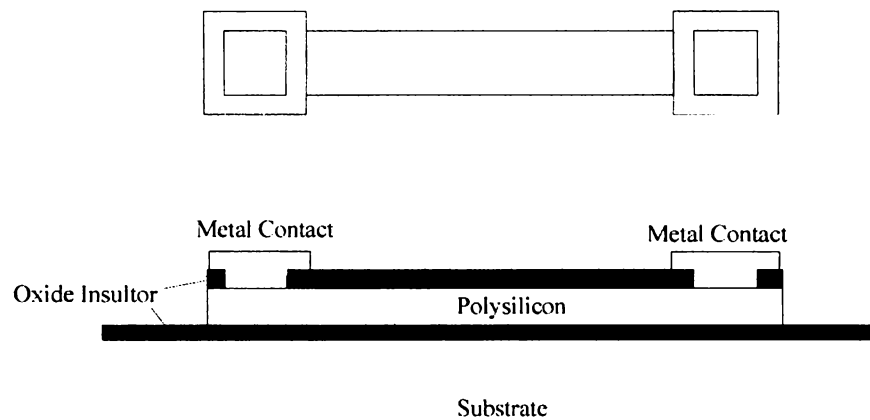 Metal Contact
Metal Contact
Oxide Insultor
Polysilicon
Substrate